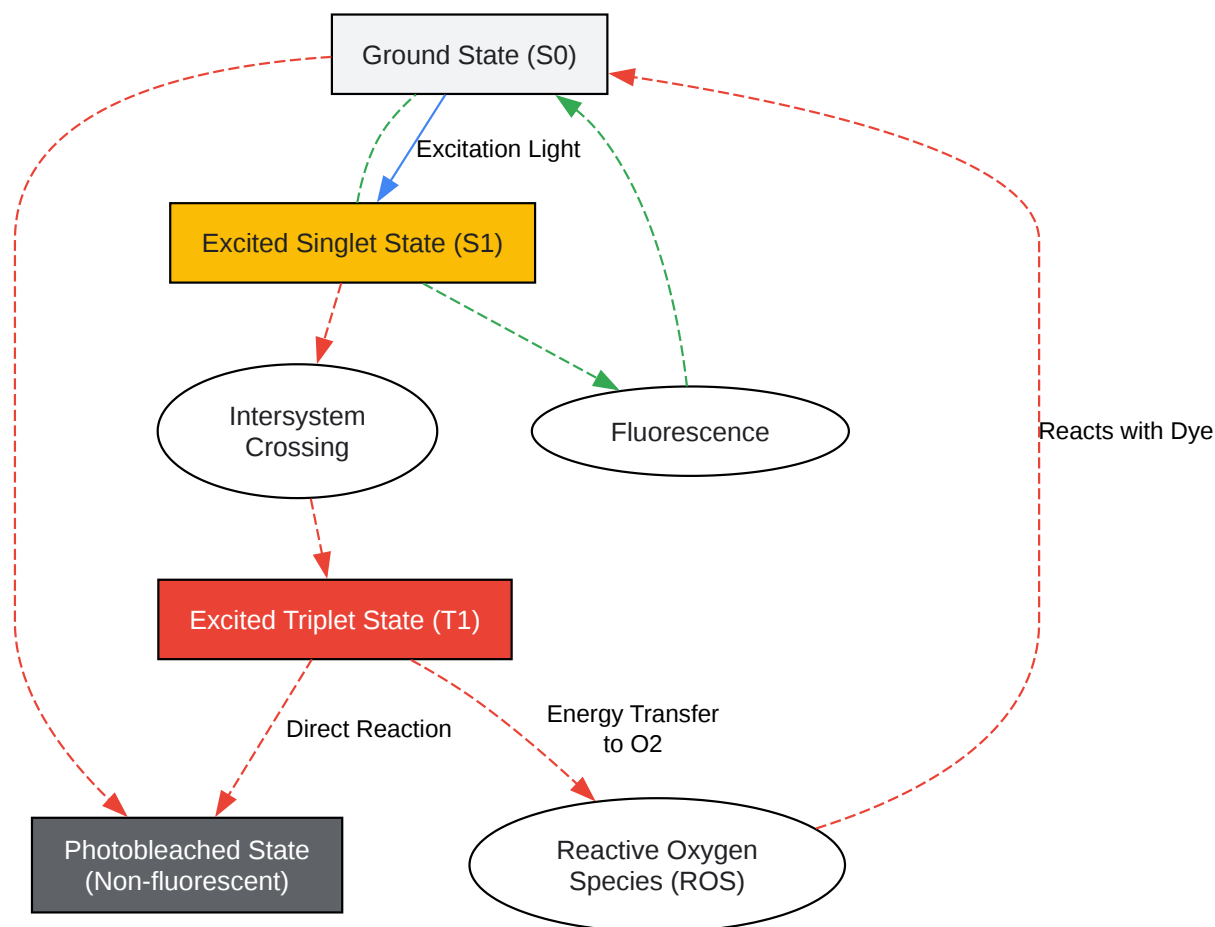 Ground State (S0)
Excitation Light
Excited Singlet State (S1)
Intersystem
Crossing
Fluorescence
Reacts with Dye
Excited Triplet State (T1)
Direct Reaction
Energy Transfer
to O2
Photobleached State
(Non-fluorescent)
Reactive Oxygen
Species (ROS)